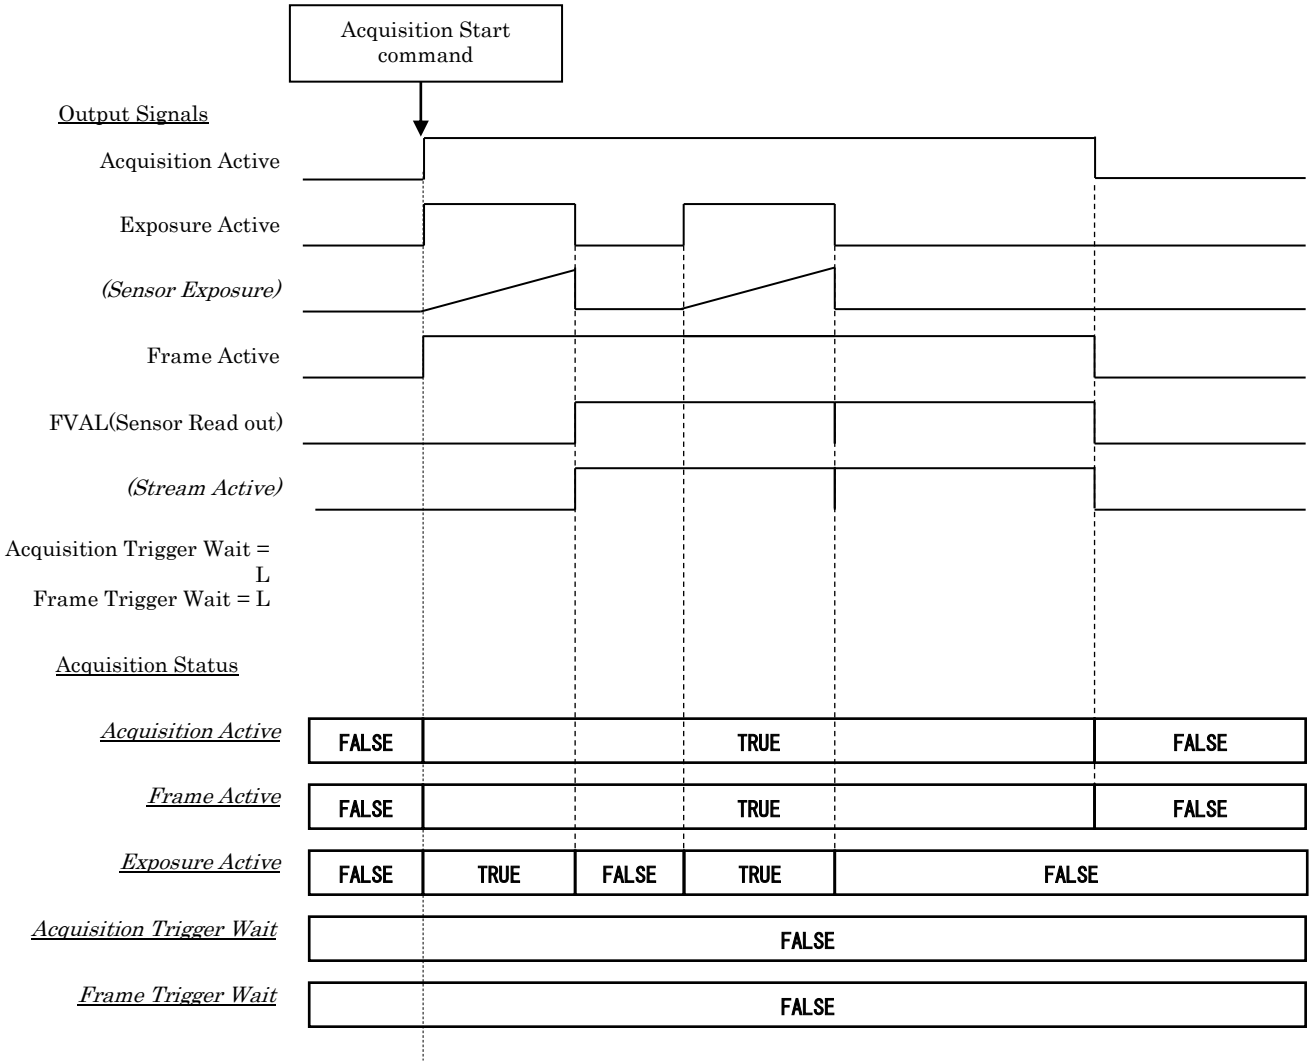 Acquisition Start
command
Output Signals
Acquisition Active
Exposure Active
(Sensor Exposure)
Frame Active
FVAL(Sensor Read out)
(Stream Active)
Acquisition Trigger Wait =
L
Frame Trigger Wait = L
Acquisition Status
Acquisition Active
FALSE
TRUE
FALSE
Frame Active
FALSE
TRUE
FALSE
Exposure Active
FALSE
TRUE
FALSE
TRUE
FALSE
Acquisition Trigger Wait
FALSE
Frame Trigger Wait
FALSE